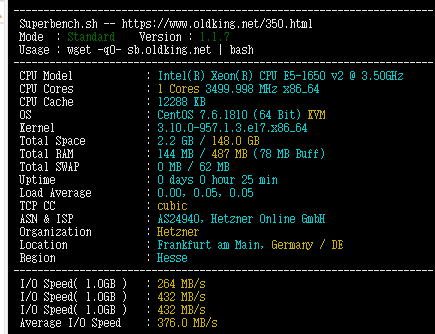 Superbench.sh -- https://www.oldking.net/350.html
Mode : Standard Version : 1.1.7
Usage : wget -qO- sb.oldking.net | bash
CPU Model : Intel(R) Xeon(R) CPU E5-1650 v2 @ 3.50GHz
CPU Cores : 1 Cores 3499.998 MHz x86_64
CPU Cache : 12288 KB
OS : CentOS 7.6.1810 (64 Bit) KVM
Kernel : 3.10.0-957.1.3.el7.x86_64
Total Space : 2.2 GB / 148.0 GB
Total RAM : 144 MB / 487 MB (78 MB Buff)
Total SWAP : 0 MB / 62 MB
Uptime : 0 days 0 hour 25 min
Load Average : 0.00, 0.05, 0.05
TCP CC : cubic
ASN & ISP : AS24940, Hetzner Online GmbH
Organization : Hetzner
Location : Frankfurt am Main, Germany / DE
Region : Hesse
I/O Speed( 1.0GB ) : 264 MB/s
I/O Speed( 1.0GB ) : 432 MB/s
I/O Speed( 1.0GB ) : 432 MB/s
Average I/O Speed : 376.0 MB/s